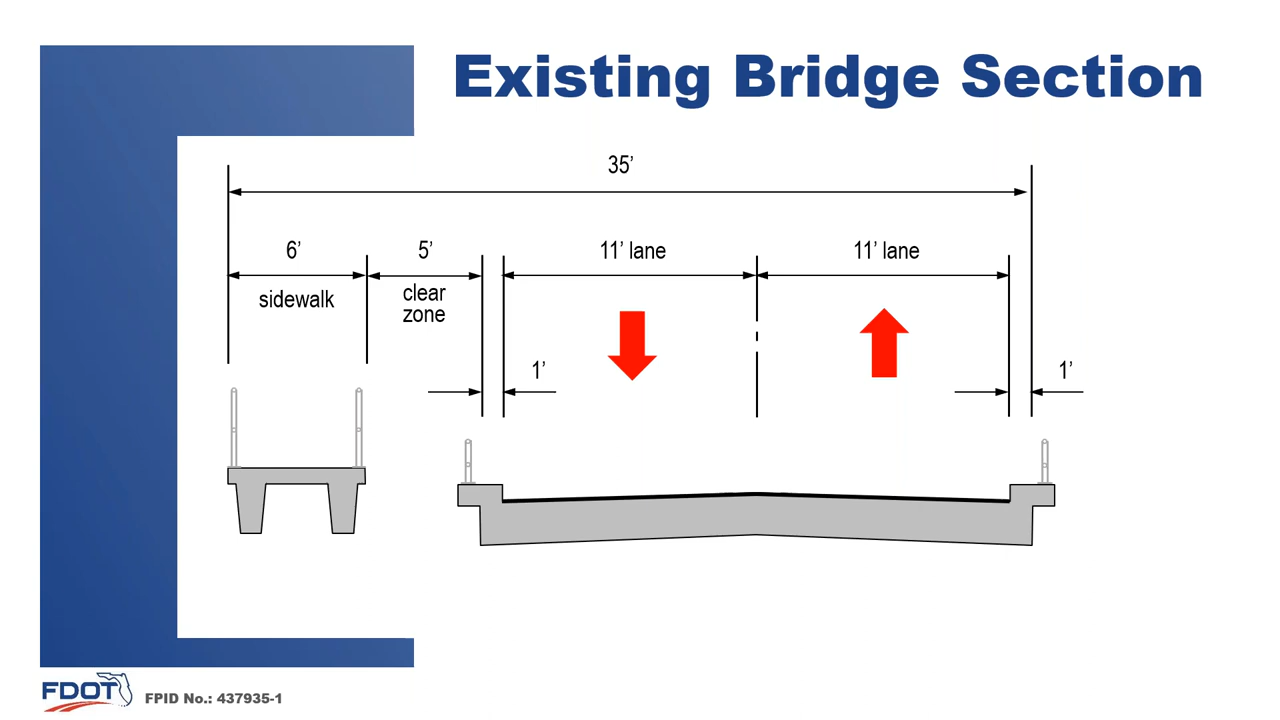 Existing Bridge Section
35’
6’
5’
11’ lane
11’ lane
sidewalk
clear
zone
1’
1’
FDOT
FPID No.: 437935-1